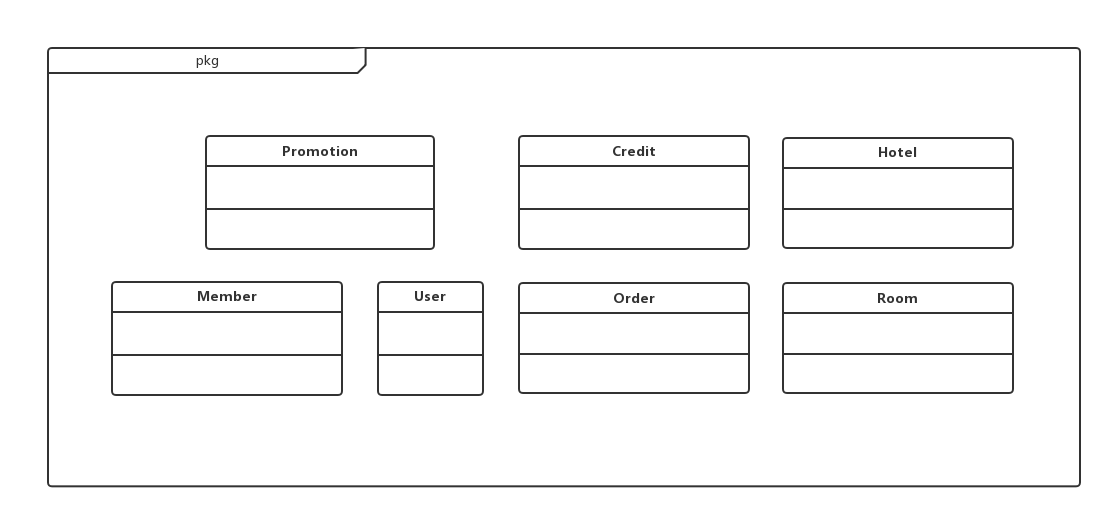 pkg
Promotion
Credit
Hotel
Member
User
Order
Room